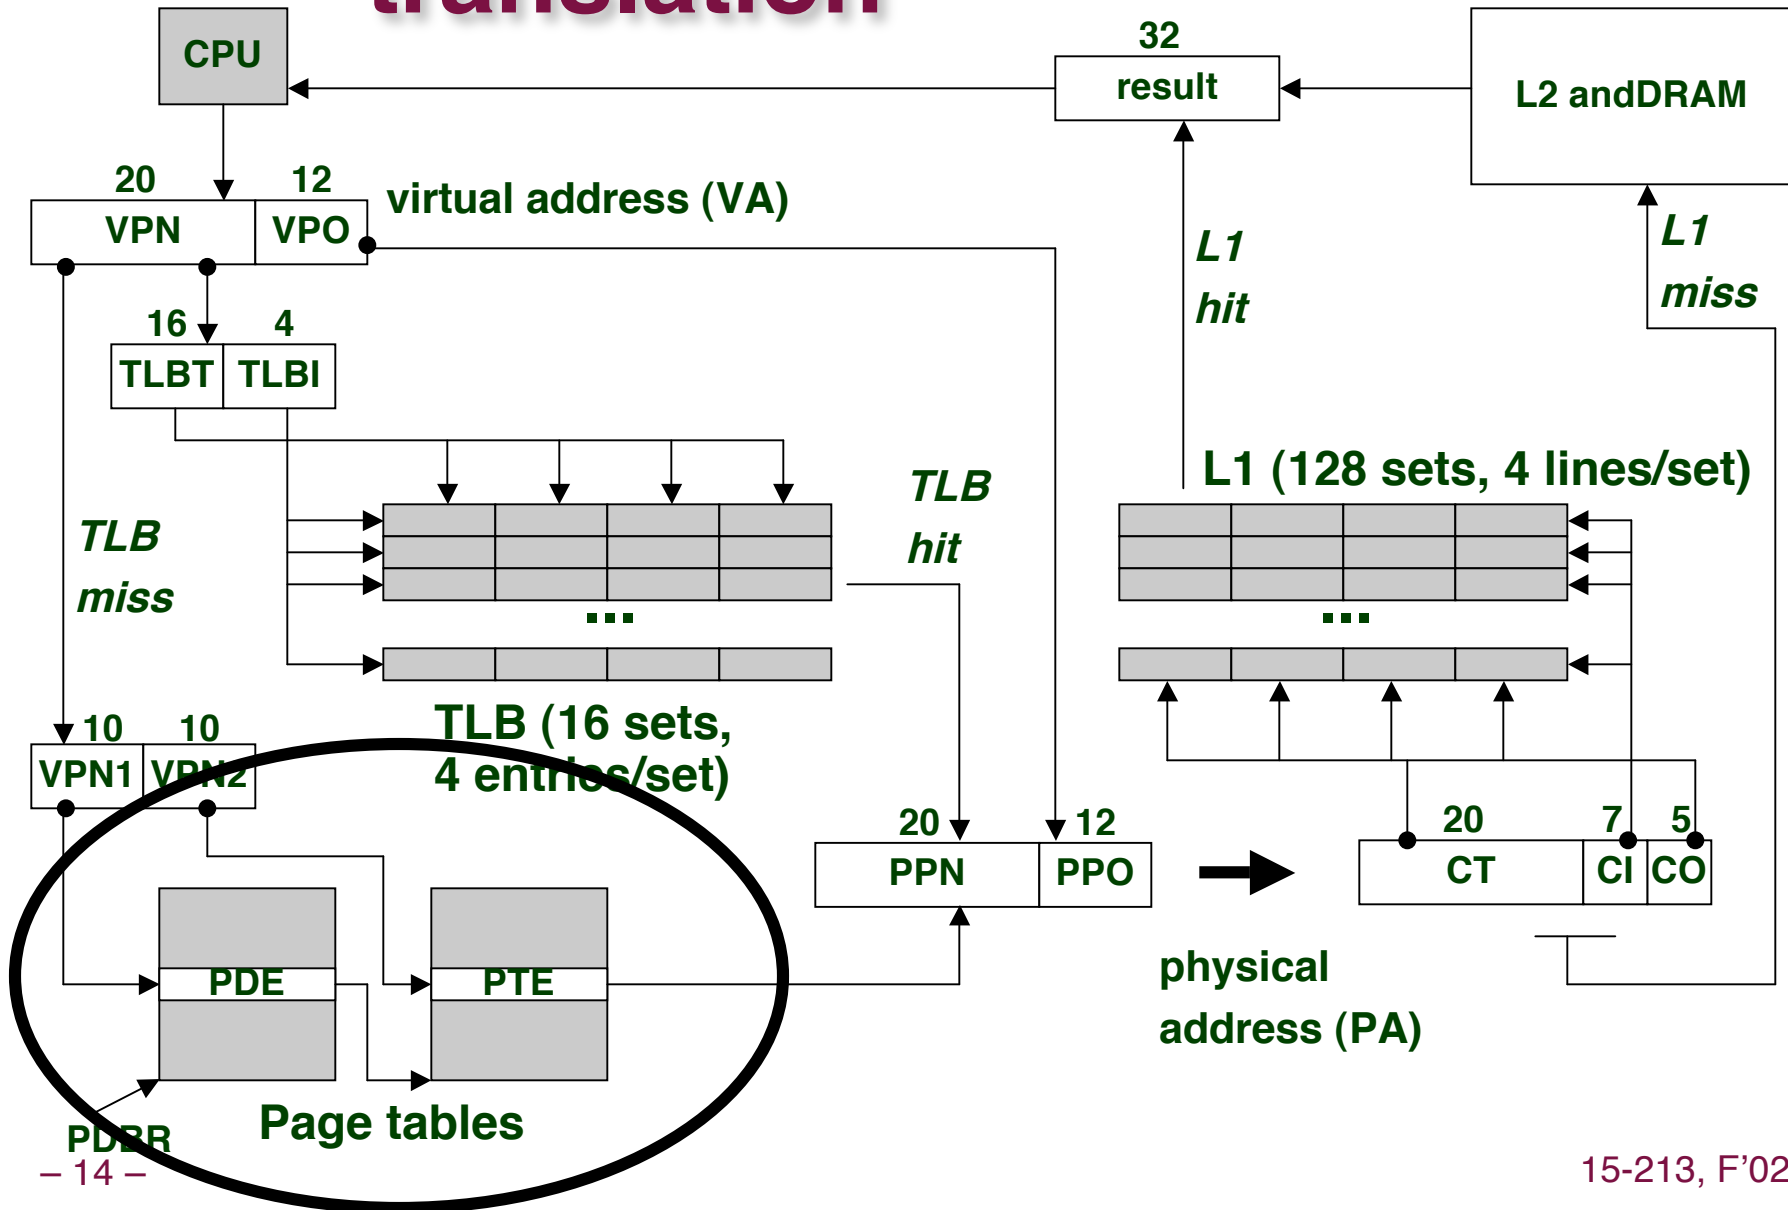 translation
CPU
32
result
L2 andDRAM
20 12
VPN VPO
virtual address (VA)
L1
hit
L1
miss
16 4
TLBT TLBI
TLB
hit
L1 (128 sets, 4 lines/set)
TLB
miss
...
...
TLB (16 sets,
4 entries/set)
10 10
VPN1 VPN2
20 12
PPN PPO
20 7 5
CT CI CO
PDE
PTE
physical
address (PA)
Page tables
PDBR
– 14 –
15-213, F’02